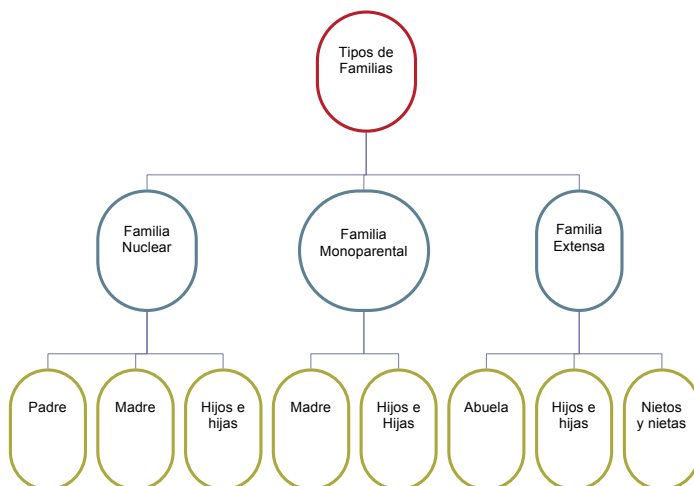 Tipos de
Familias
Familia
Nuclear
Familia
Monoparental
Familia
Extensa
Padre
Madre
Hijos e
hijas
Madre
Hijos e
Hijas
Abuela
Hijos e
hijas
Nietos
y nietas